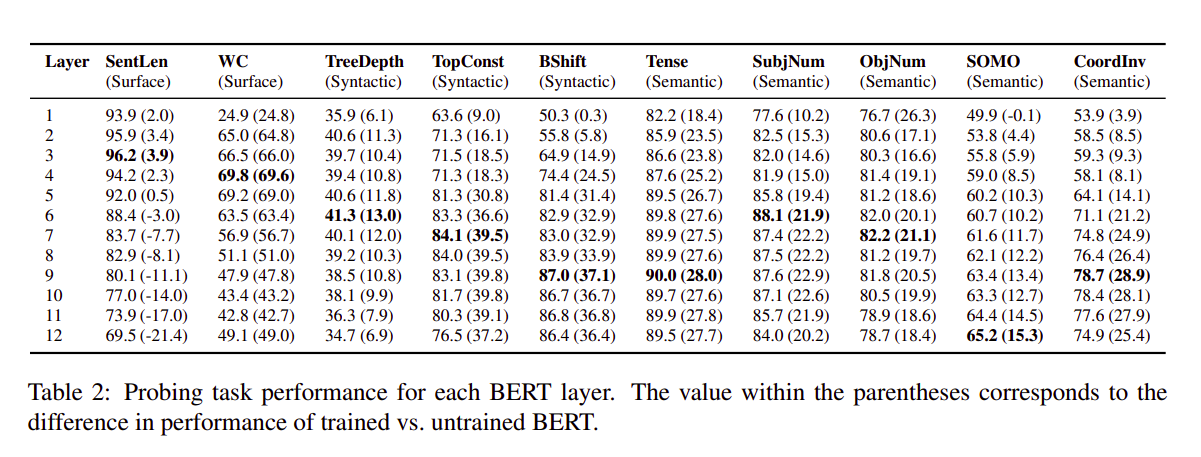 Layer SentLen WC TreeDepth TopConst BShift Tense SubjNum ObjNum SOMO CoordInv
(Surface) (Surface) (Syntactic) (Syntactic) (Syntactic) (Semantic) (Semantic) (Semantic) (Semantic) (Semantic)
1 93.9 (2.0) 24.9 (24.8) 35.9 (6.1) 63.6 (9.0) 50.3 (0.3) 82.2 (18.4) 77.6 (10.2) 76.7 (26.3) 49.9 (-0.1) 53.9 (3.9)
2 95.9 (3.4) 65.0 (64.8) 40.6 (11.3) 71.3 (16.1) 55.8 (5.8) 85.9 (23.5) 82.5 (15.3) 80.6 (17.1) 53.8 (4.4) 58.5 (8.5)
3 96.2 (3.9) 66.5 (66.0) 39.7 (10.4) 71.5 (18.5) 64.9 (14.9) 86.6 (23.8) 82.0 (14.6) 80.3 (16.6) 55.8 (5.9) 59.3 (9.3)
4 94.2 (2.3) 69.8 (69.6) 39.4 (10.8) 71.3 (18.3) 74.4 (24.5) 87.6 (25.2) 81.9 (15.0) 81.4 (19.1) 59.0 (8.5) 58.1 (8.1)
5 92.0 (0.5) 69.2 (69.0) 40.6 (11.8) 81.3 (30.8) 81.4 (31.4) 89.5 (26.7) 85.8 (19.4) 81.2 (18.6) 60.2 (10.3) 64.1 (14.1)
6 88.4 (-3.0) 63.5 (63.4) 41.3 (13.0) 83.3 (36.6) 82.9 (32.9) 89.8 (27.6) 88.1 (21.9) 82.0 (20.1) 60.7 (10.2) 71.1 (21.2)
7 83.7 (-7.7) 56.9 (56.7) 40.1 (12.0) 84.1 (39.5) 83.0 (32.9) 89.9 (27.5) 87.4 (22.2) 82.2 (21.1) 61.6 (11.7) 74.8 (24.9)
8 82.9 (-8.1) 51.1 (51.0) 39.2 (10.3) 84.0 (39.5) 83.9 (33.9) 89.9 (27.6) 87.5 (22.2) 81.2 (19.7) 62.1 (12.2) 76.4 (26.4)
9 80.1 (-11.1) 47.9 (47.8) 38.5 (10.8) 83.1 (39.8) 87.0 (37.1) 90.0 (28.0) 87.6 (22.9) 81.8 (20.5) 63.4 (13.4) 78.7 (28.9)
10 77.0 (-14.0) 43.4 (43.2) 38.1 (9.9) 81.7 (39.8) 86.7 (36.7) 89.7 (27.6) 87.1 (22.6) 80.5 (19.9) 63.3 (12.7) 78.4 (28.1)
11 73.9 (-17.0) 42.8 (42.7) 36.3 (7.9) 80.3 (39.1) 86.8 (36.8) 89.9 (27.8) 85.7 (21.9) 78.9 (18.6) 64.4 (14.5) 77.6 (27.9)
12 69.5 (-21.4) 49.1 (49.0) 34.7 (6.9) 76.5 (37.2) 86.4 (36.4) 89.5 (27.7) 84.0 (20.2) 78.7 (18.4) 65.2 (15.3) 74.9 (25.4)
Table 2: Probing task performance for each BERT layer. The value within the parentheses corresponds to the
difference in performance of trained vs. untrained BERT.